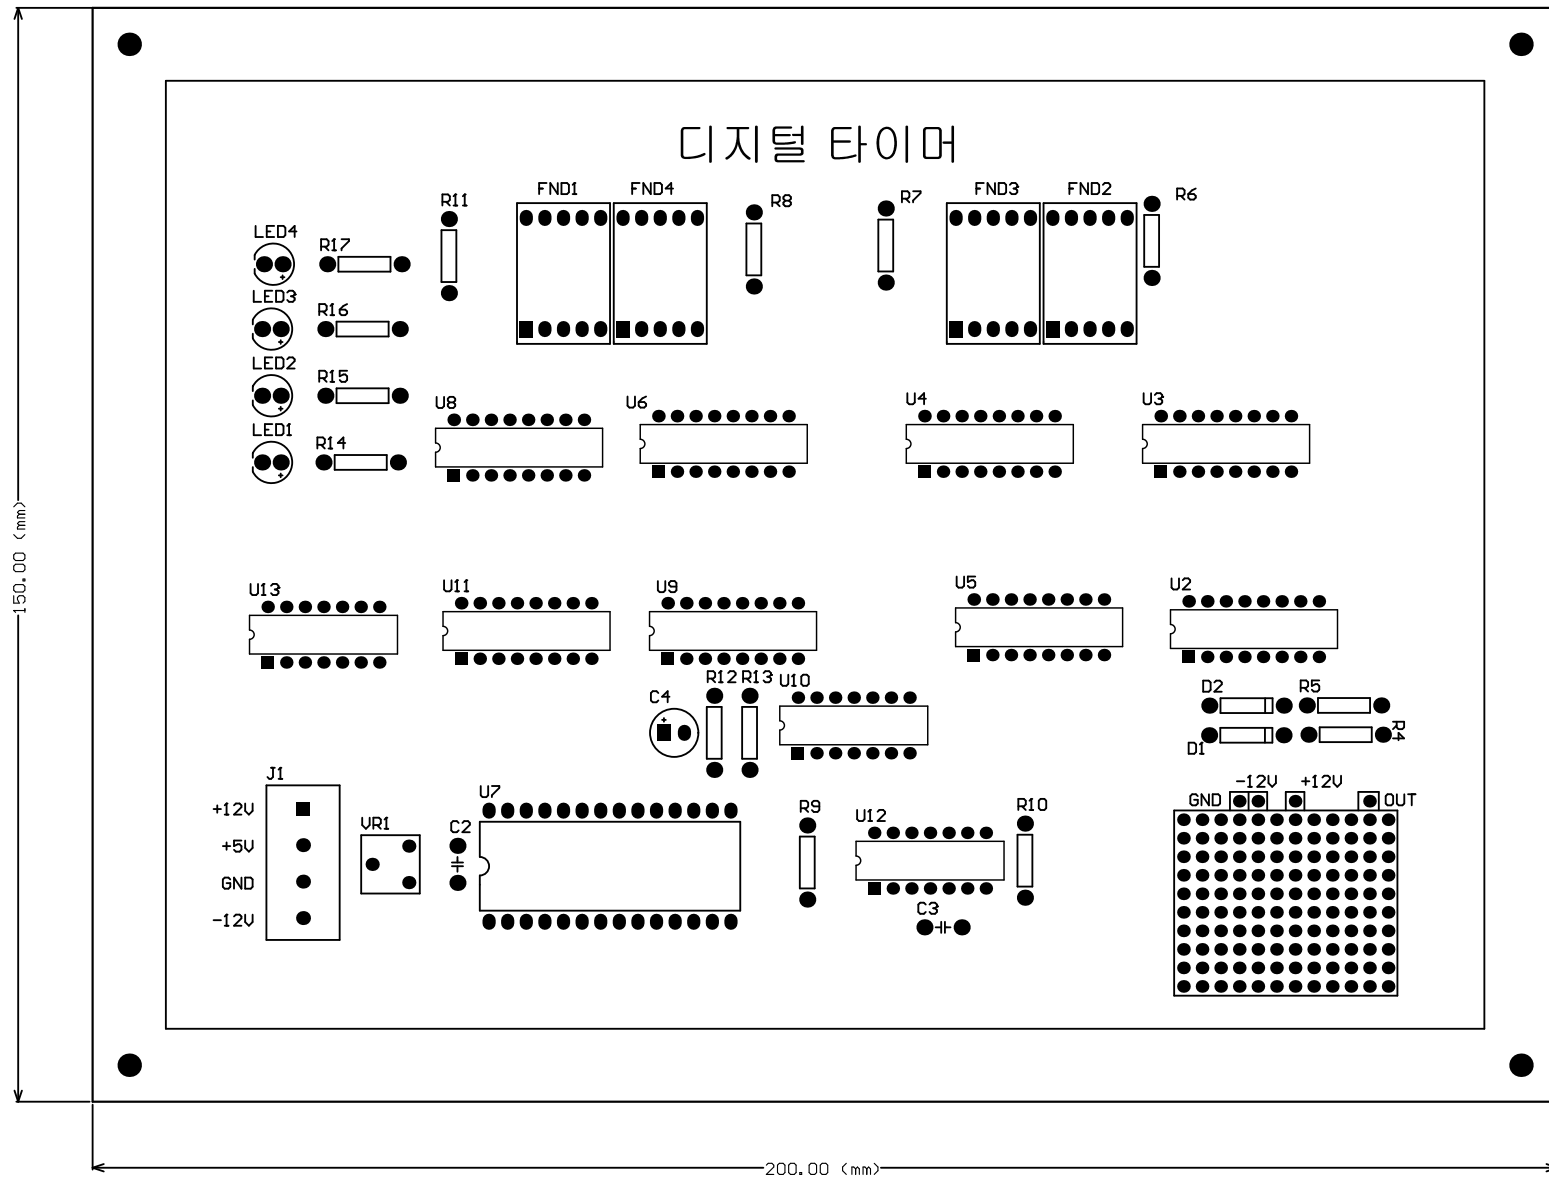 디지털 타이머
FND1
FND4
R8
R7
FND3
FND2
R6
R11
LED4
R17
LED3
R16
LED2
R15
LED1
R14
U8
U6
U4
U3
150.00 (mm)
U13
U11
U9
U5
U2
R12
R13
U10
C4
D2
R5
D1
R4
J1
+12V
+5V
GND
-12V
VR1
C2
U7
R9
U12
R10
C3
-12V
+12V
GND
OUT
200.00 (mm)